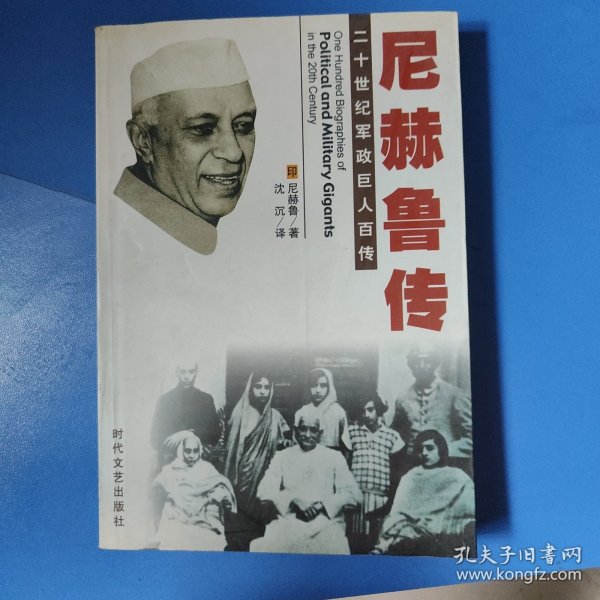 尼赫鲁传
二十世纪军政巨人百传
One Hundred Biographies of
Political and Military Gigants
in the 20th Century
印 尼赫鲁/著
沈沉/译
时代文艺出版社
孔夫子旧書网
www.kongfz.com